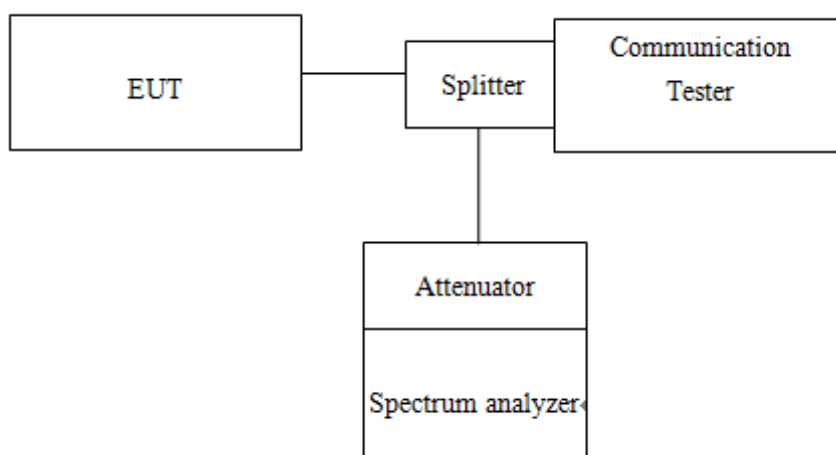 EUT
Splitter
Communication
Tester
Attenuator
Spectrum analyzer